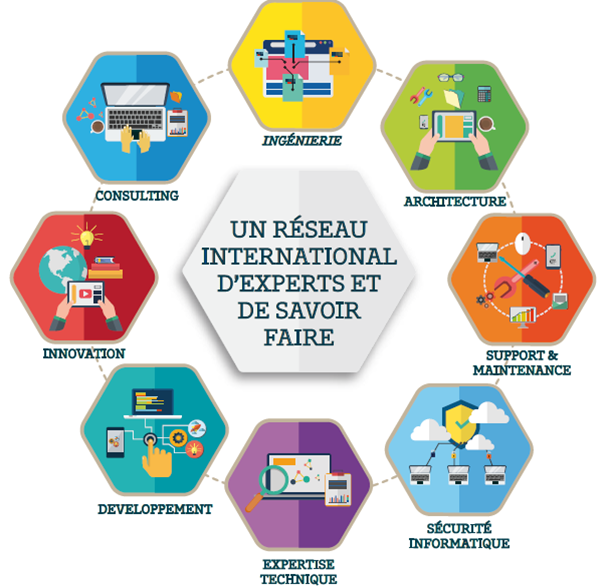 INGÉNIERIE
CONSULTING
ARCHITECTURE
UN RÉSEAU
INTERNATIONAL
D'EXPERTS ET
DE SAVOIR
FAIRE
INNOVATION
SUPPORT &
MAINTENANCE
DEVELOPPEMENT
SÉCURITÉ
INFORMATIQUE
EXPERTISE
TECHNIQUE